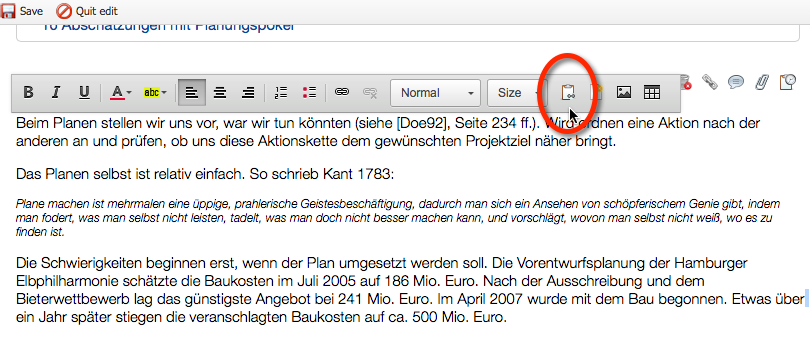 Save Quit edit
Abschätzungen mit Planungspoker
B I U A abc Normal Size
Beim Planen stellen wir uns vor, war wir tun könnten (siehe [Doe92], Seite 234 ff.). Wird ordnen eine Aktion nach der
anderen an und prüfen, ob uns diese Aktionskette dem gewünschten Projektziel näher bringt.
Das Planen selbst ist relativ einfach. So schrieb Kant 1783:
Plane machen ist mehrmalen eine üppige, prahlerische Geistesbeschäftigung, dadurch man sich ein Ansehen von schöpferischem Genie gibt, indem
man fodert, was man selbst nicht leisten, tadelt, was man doch nicht besser machen kann, und vorschlägt, wovon man selbst nicht weiß, wo es zu
finden ist.
Die Schwierigkeiten beginnen erst, wenn der Plan umgesetzt werden soll. Die Vorentwurfsplanung der Hamburger
Elbphilharmonie schätzte die Baukosten im Juli 2005 auf 186 Mio. Euro. Nach der Ausschreibung und dem
Bieterwettbewerb lag das günstigste Angebot bei 241 Mio. Euro. Im April 2007 wurde mit dem Bau begonnen. Etwas über
ein Jahr später stiegen die veranschlagten Baukosten auf ca. 500 Mio. Euro.